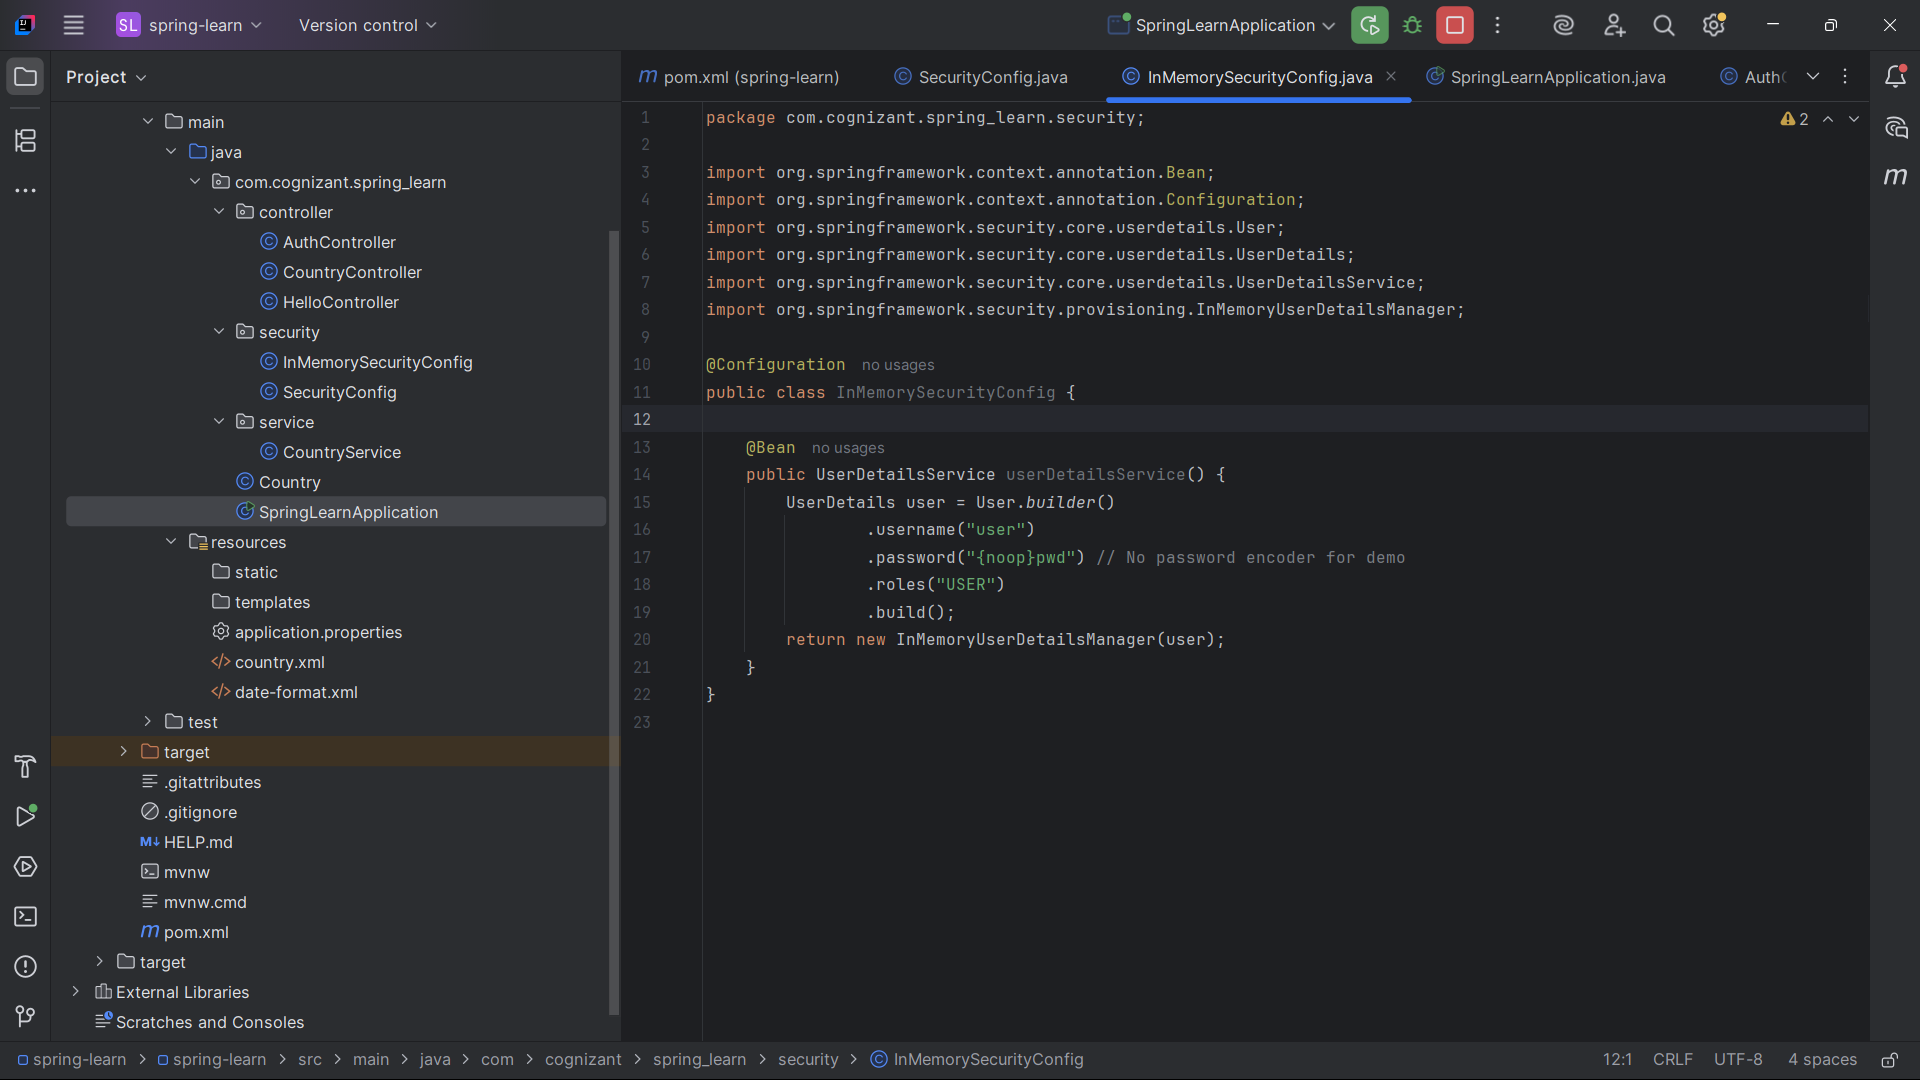 SL spring-learn Version control SpringLearnApplication
Project
main
java
com.cognizant.spring_learn
controller
AuthController
CountryController
HelloController
security
InMemorySecurityConfig
SecurityConfig
service
CountryService
Country
SpringLearnApplication
resources
static
templates
application.properties
country.xml
date-format.xml
test
target
.gitattributes
.gitignore
HELP.md
mvnw
mvnw.cmd
pom.xml
target
External Libraries
Scratches and Consoles
pom.xml (spring-learn) SecurityConfig.java InMemorySecurityConfig.java SpringLearnApplication.java Auth
2
1 package com.cognizant.spring_learn.security;
2
3 import org.springframework.context.annotation.Bean;
4 import org.springframework.context.annotation.Configuration;
5 import org.springframework.security.core.userdetails.User;
6 import org.springframework.security.core.userdetails.UserDetails;
7 import org.springframework.security.core.userdetails.UserDetailsService;
8 import org.springframework.security.provisioning.InMemoryUserDetailsManager;
9
10 @Configuration no usages
11 public class InMemorySecurityConfig {
12
13 @Bean no usages
14 public UserDetailsService userDetailsService() {
15 UserDetails user = User.builder()
16 .username("user")
17 .password("{noop}pwd") // No password encoder for demo
18 .roles("USER")
19 .build();
20 return new InMemoryUserDetailsManager(user);
21 }
22 }
23
spring-learn > spring-learn > src > main > java > com > cognizant > spring_learn > security > InMemorySecurityConfig 12:1 CRLF UTF-8 4 spaces